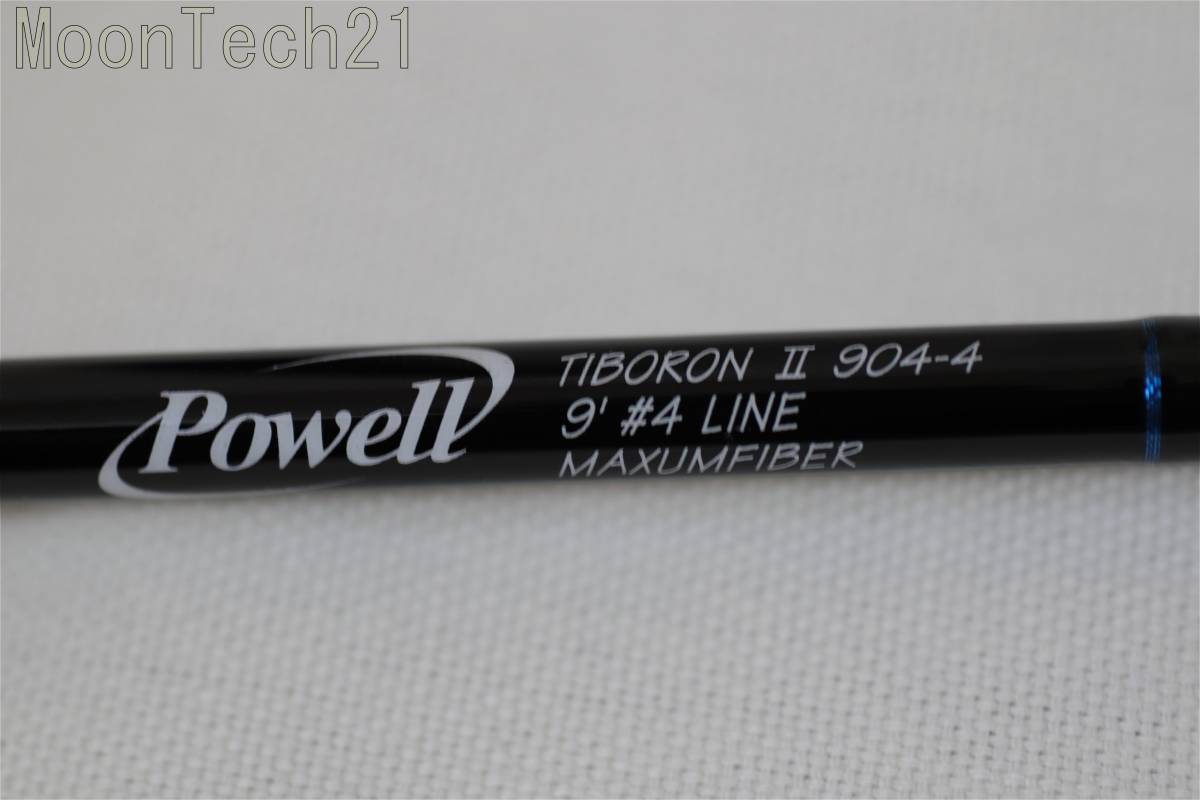 MoonTech21
Powell
TIBORON II 904-4
9' #4 LINE
MAXUMFIBER